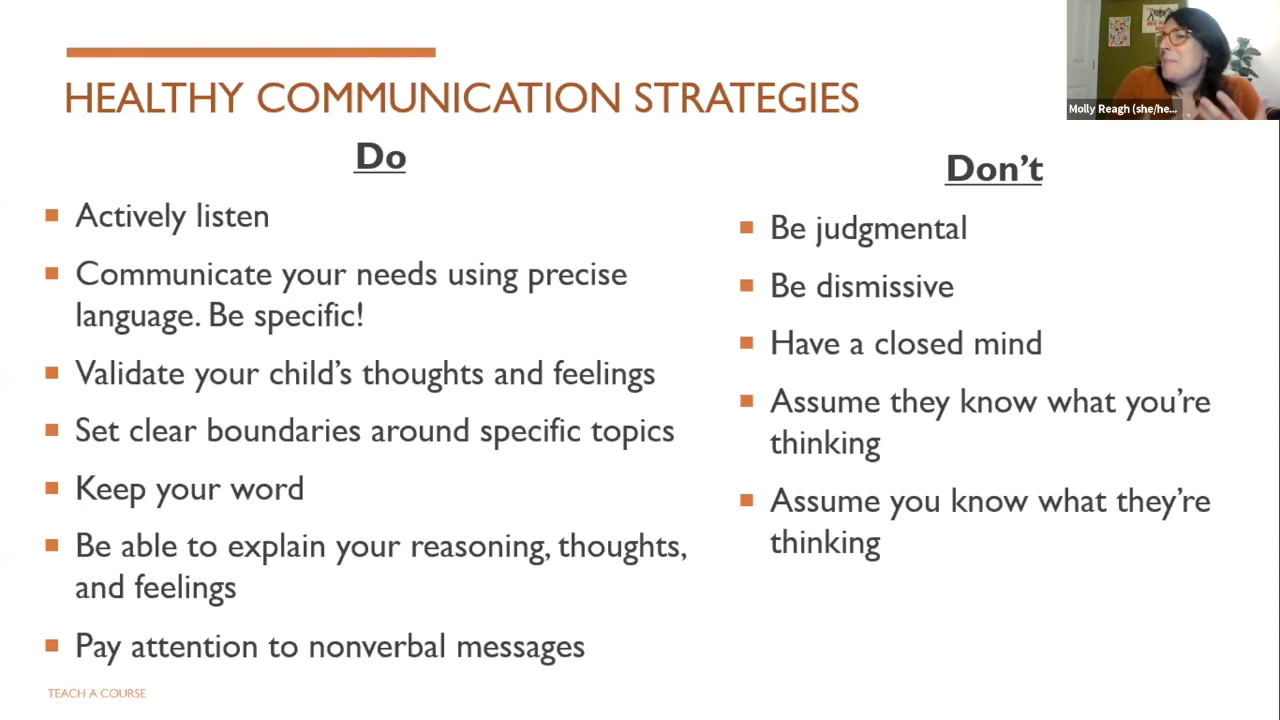 HEALTHY COMMUNICATION STRATEGIES
Do
Actively listen
Communicate your needs using precise
language. Be specific!
Validate your child's thoughts and feelings
Set clear boundaries around specific topics
Keep your word
Be able to explain your reasoning, thoughts,
and feelings
Pay attention to nonverbal messages
Don't
Be judgmental
Be dismissive
Have a closed mind
Assume they know what you're
thinking
Assume you know what they're
thinking
TEACH A COURSE
Molly Reagh (she/he...